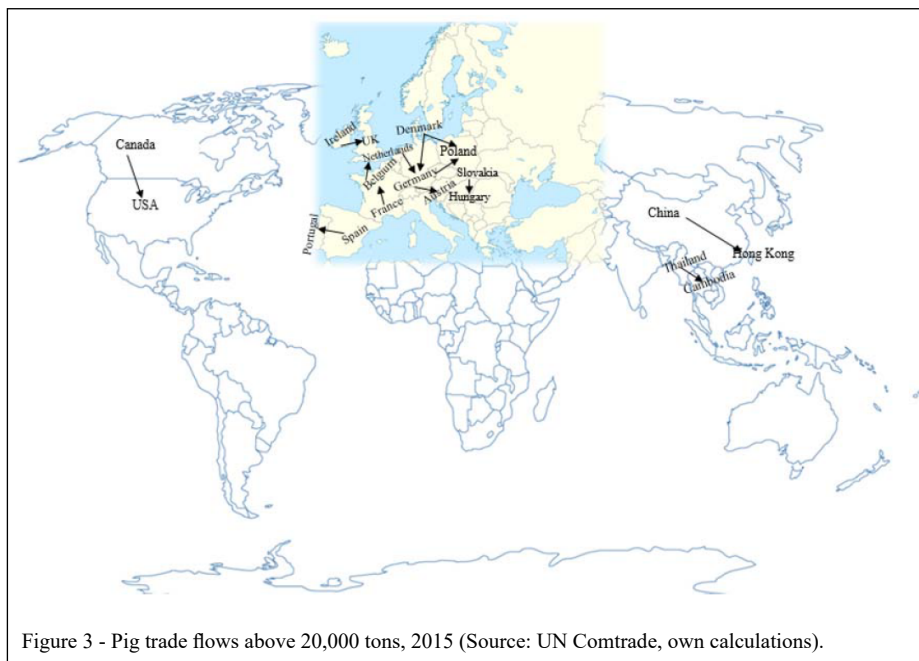 Canada
USA
Ireland
UK
Denmark
Netherlands
Poland
Belgium
Germany
Slovakia
Austria
Hungary
France
Portugal
Spain
China
Hong Kong
Thailand
Cambodia
Figure 3 - Pig trade flows above 20,000 tons, 2015 (Source: UN Comtrade, own calculations).